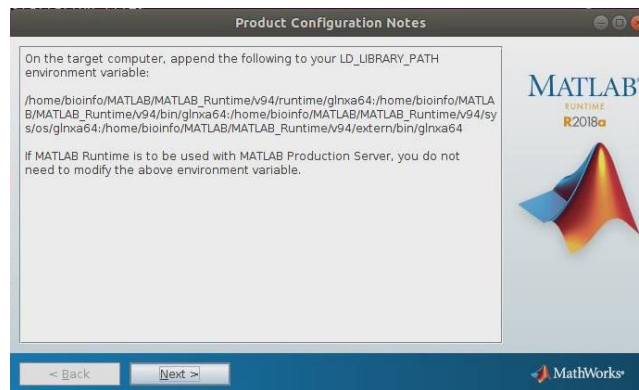 Product Configuration Notes
On the target computer, append the following to your LD_LIBRARY_PATH
environment variable:
/home/bioinfo/MATLAB/MATLAB_Runtime/v94/runtime/glnxa64:/home/bioinfo/MATLA
B/MATLAB_Runtime/v94/bin/glnxa64:/home/bioinfo/MATLAB/MATLAB_Runtime/v94/sy
s/os/glnxa64:/home/bioinfo/MATLAB/MATLAB_Runtime/v94/extern/bin/glnxa64
If MATLAB Runtime is to be used with MATLAB Production Server, you do not
need to modify the above environment variable.
MATLAB
RUNTIME
R2018a
< Back
Next >
MathWorks